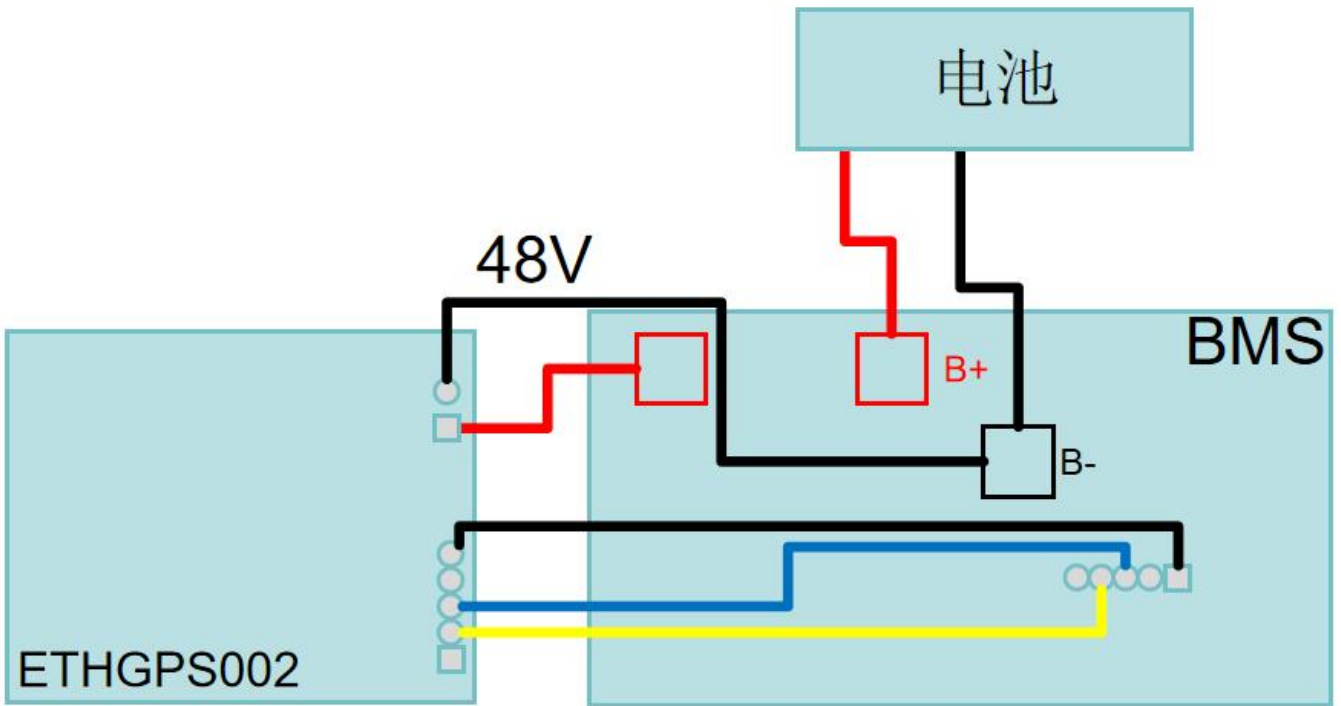 电池
48V
BMS
B+
B-
ETHGPS002